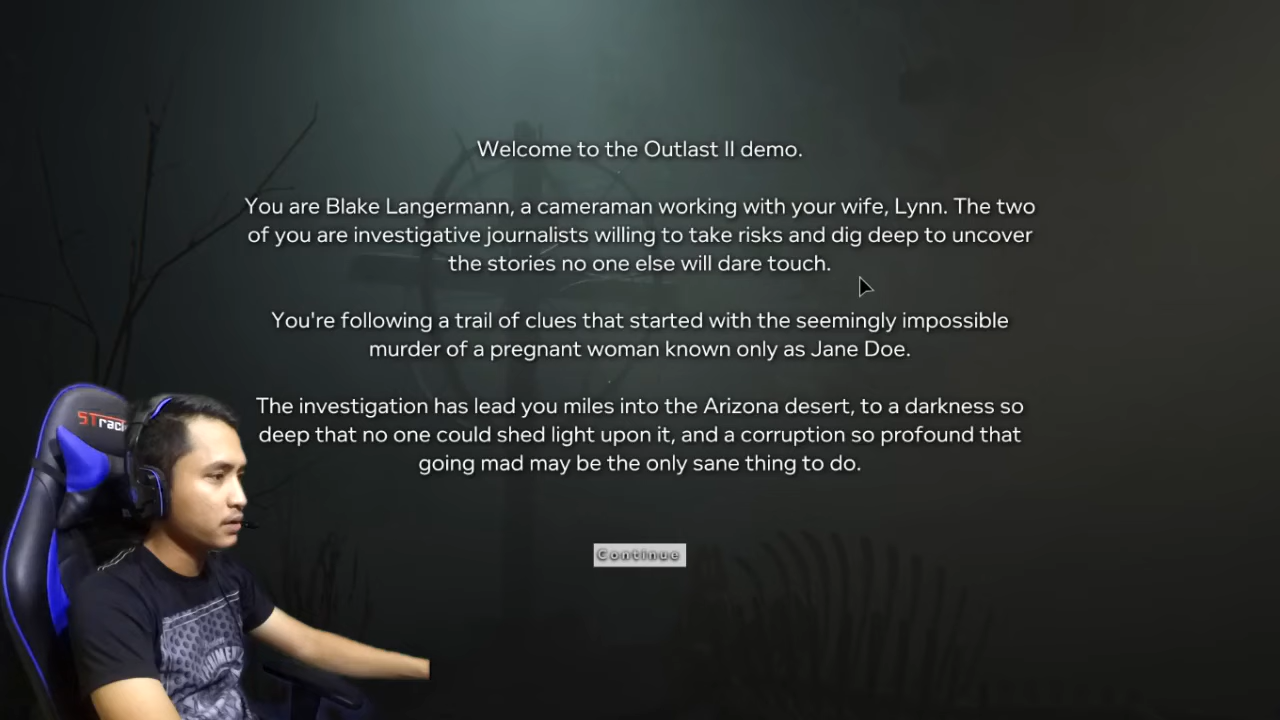 Welcome to the Outlast II demo.
You are Blake Langermann, a cameraman working with your wife, Lynn. The two
of you are investigative journalists willing to take risks and dig deep to uncover
the stories no one else will dare touch.
You're following a trail of clues that started with the seemingly impossible
murder of a pregnant woman known only as Jane Doe.
The investigation has lead you miles into the Arizona desert, to a darkness so
deep that no one could shed light upon it, and a corruption so profound that
going mad may be the only sane thing to do.
Continue